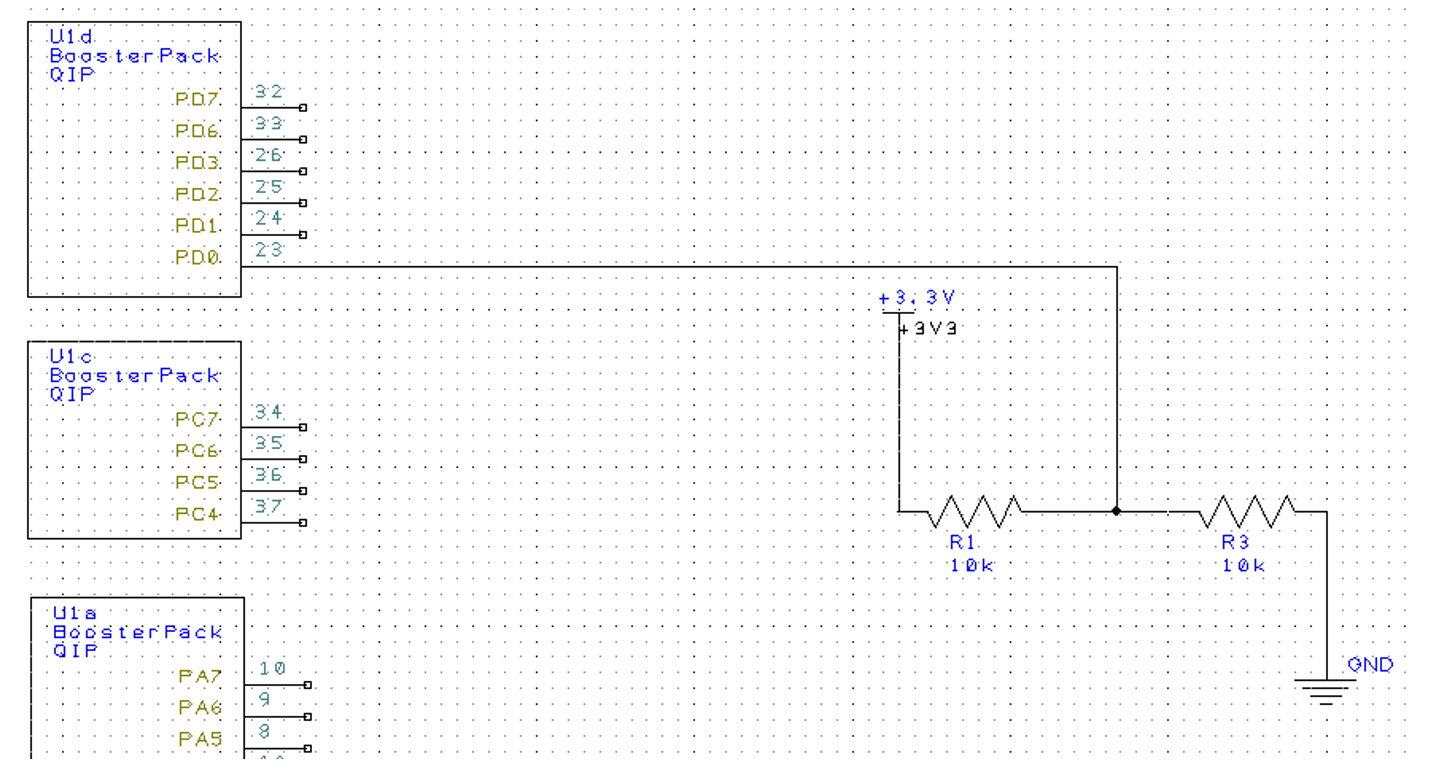 U1d
BoosterPack
QIP
PD7 32
PD6 33
PD3 26
PD2 25
PD1 24
PD0 23
+3.3V
+3V3
U1c
BoosterPack
QIP
PC7 34
PC6 35
PC5 36
PC4 37
R1
10k
R3
10k
U1a
BoosterPack
QIP
GND
PA7 10
PA6 9
PA5 8